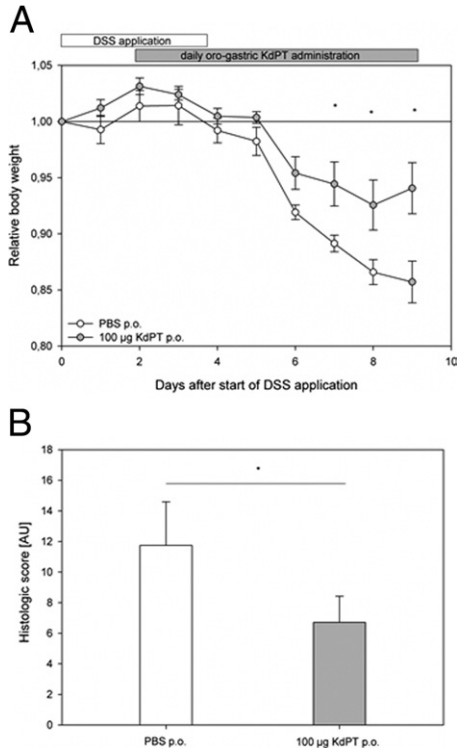 A
DSS application
daily oro-gastric KdPT administration
1,05
1,00
0,95
0,90
0,85
0,80
Relative body weight
PBS p.o.
100 µg KdPT p.o.
0 2 4 6 8 10
Days after start of DSS application
B
18
16
14
12
10
8
6
4
2
0
Histologic score [AU]
PBS p.o. 100 µg KdPT p.o.